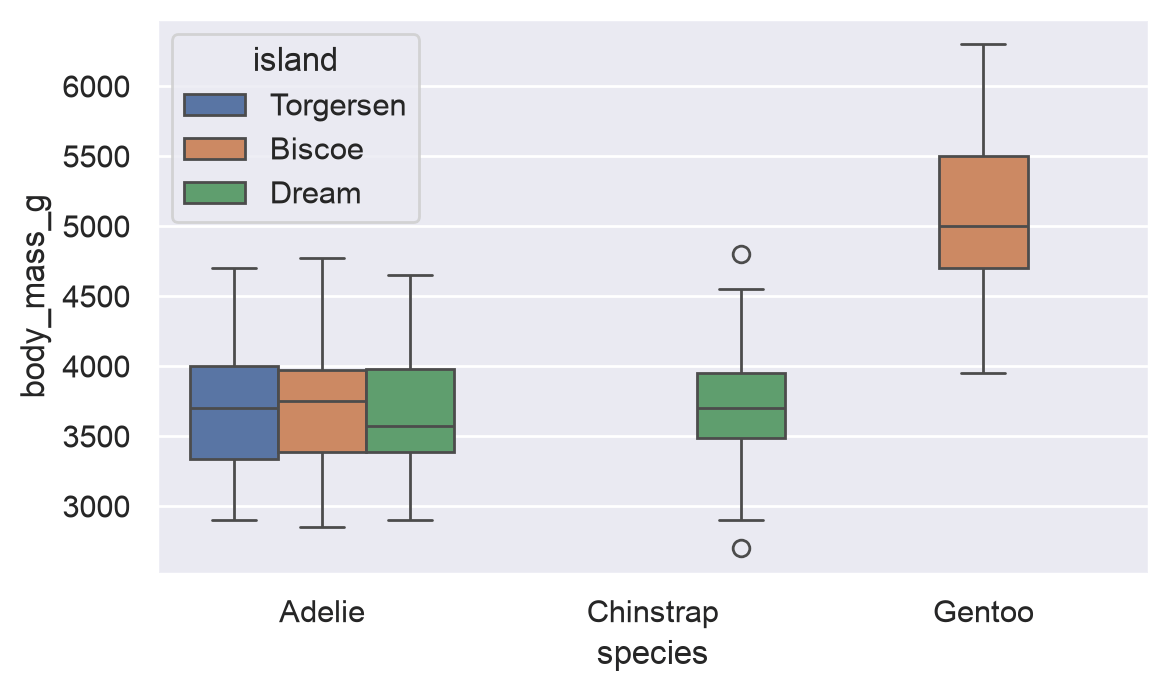 island
Torgersen
Biscoe
Dream
body_mass_g
6000
5500
5000
4500
4000
3500
3000
Adelie
Chinstrap
Gentoo
species